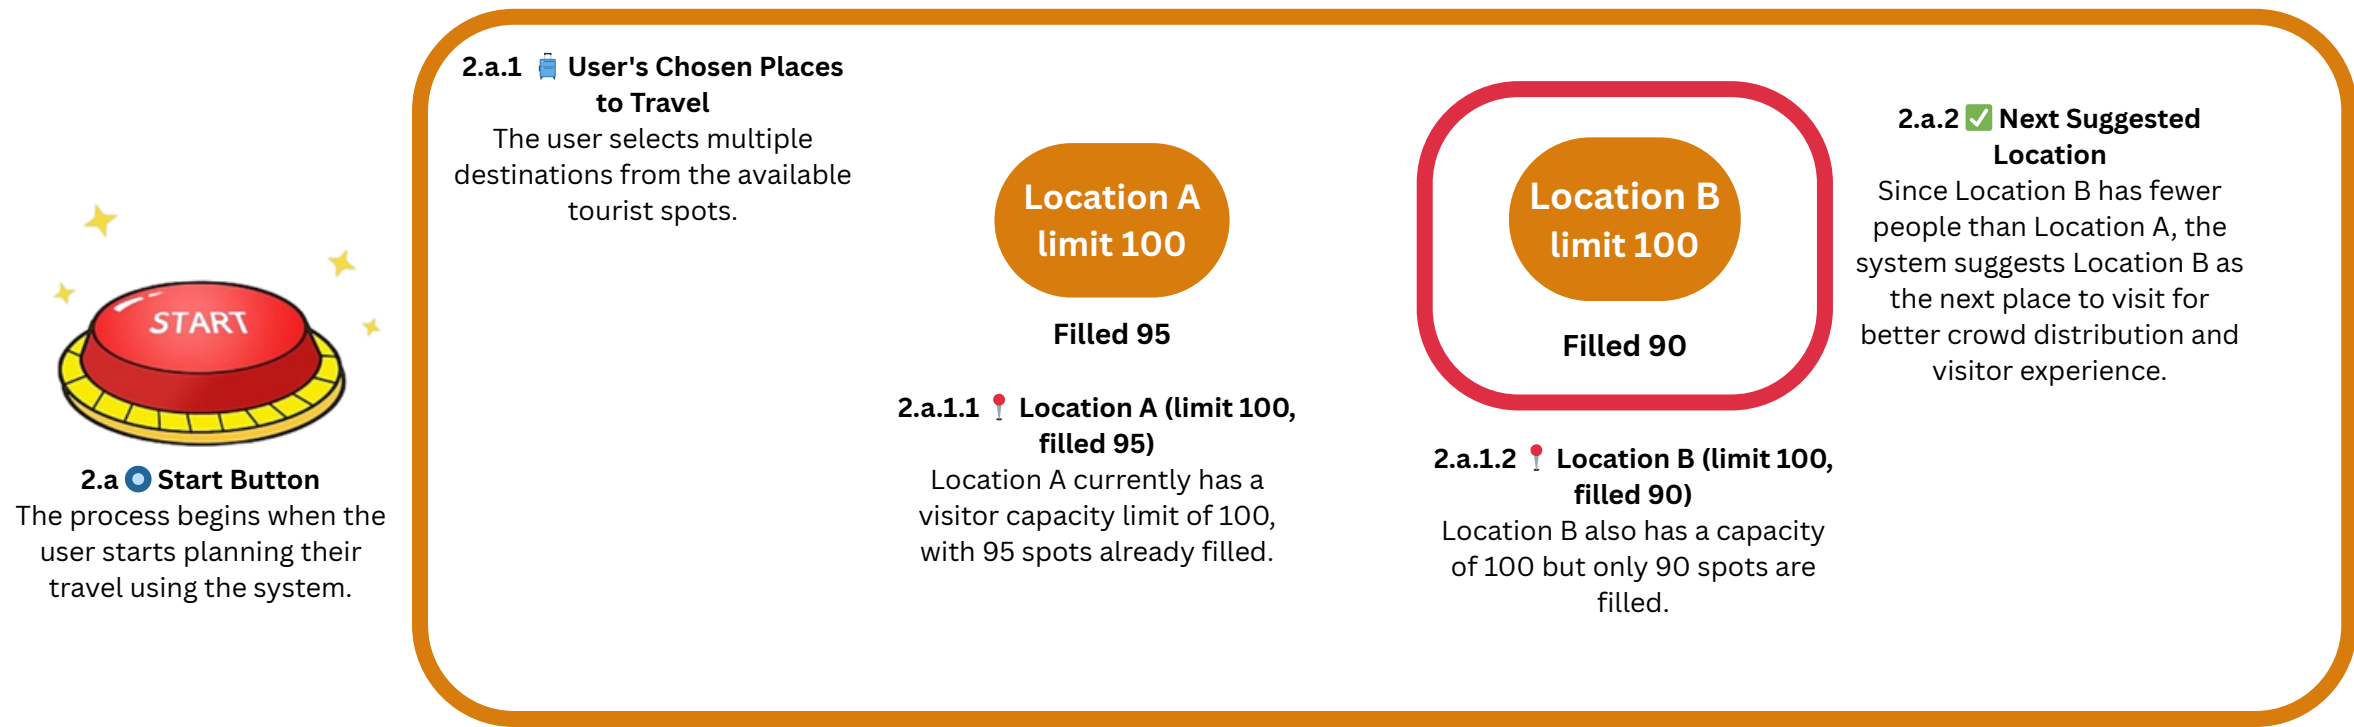 START
2.a 🔵 Start Button
The process begins when the
user starts planning their
travel using the system.
2.a.1 🧳 User's Chosen Places
to Travel
The user selects multiple
destinations from the available
tourist spots.
Location A
limit 100
Filled 95
2.a.1.1 📍 Location A (limit 100,
filled 95)
Location A currently has a
visitor capacity limit of 100,
with 95 spots already filled.
Location B
limit 100
Filled 90
2.a.1.2 📍 Location B (limit 100,
filled 90)
Location B also has a capacity
of 100 but only 90 spots are
filled.
2.a.2 ✅ Next Suggested
Location
Since Location B has fewer
people than Location A, the
system suggests Location B as
the next place to visit for
better crowd distribution and
visitor experience.